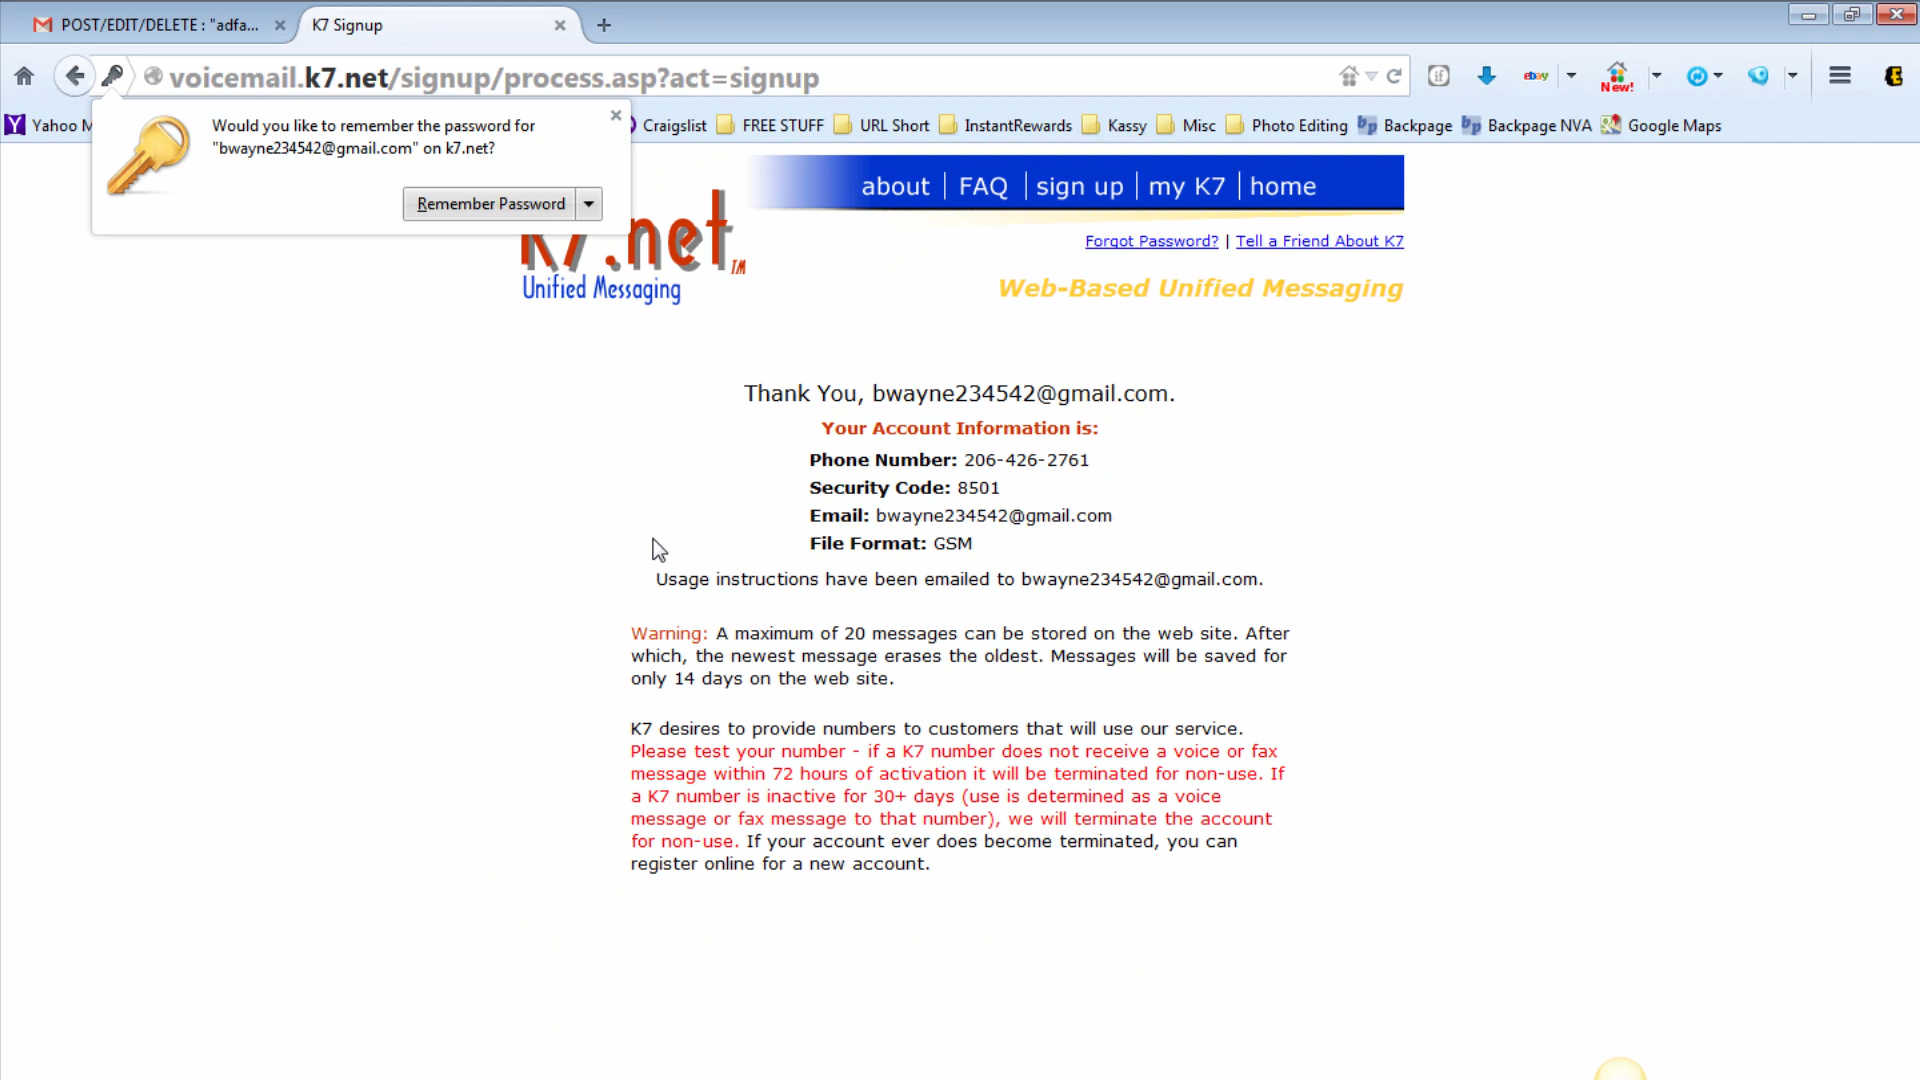 POST/EDIT/DELETE : "adfa...
K7 Signup
voicemail.k7.net/signup/process.asp?act=signup
ebay
New!
Yahoo M
Craigslist
FREE STUFF
URL Short
InstantRewards
Kassy
Misc
Photo Editing
Backpage
Backpage NVA
Google Maps
Would you like to remember the password for
"bwayne234542@gmail.com" on k7.net?
Remember Password
about | FAQ | sign up | my K7 | home
K7.net TM
Unified Messaging
Forgot Password? | Tell a Friend About K7
Web-Based Unified Messaging
Thank You, bwayne234542@gmail.com.
Your Account Information is:
Phone Number: 206-426-2761
Security Code: 8501
Email: bwayne234542@gmail.com
File Format: GSM
Usage instructions have been emailed to bwayne234542@gmail.com.
Warning: A maximum of 20 messages can be stored on the web site. After
which, the newest message erases the oldest. Messages will be saved for
only 14 days on the web site.
K7 desires to provide numbers to customers that will use our service.
Please test your number - if a K7 number does not receive a voice or fax
message within 72 hours of activation it will be terminated for non-use. If
a K7 number is inactive for 30+ days (use is determined as a voice
message or fax message to that number), we will terminate the account
for non-use. If your account ever does become terminated, you can
register online for a new account.